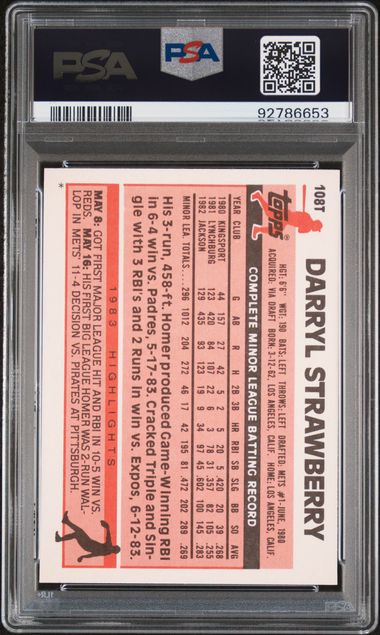 PSA
PSA
92786653
108T
topps®
DARRYL STRAWBERRY
HGT: 6'6" WGT: 190 BATS: LEFT THROWS: LEFT DRAFTED: METS #1-JUNE, 1980
ACQUIRED: VIA DRAFT BORN: 3-12-62, LOS ANGELES, CALIF. HOME: LOS ANGELES, CALIF.
COMPLETE MINOR LEAGUE BATTING RECORD
YEAR CLUB G AB R H 2B 3B HR RBI SB SLG BB SO AVG
1980 KINGSPORT 44 157 27 42 5 2 5 20 5 .420 20 39 .268
1981 LYNCHBURG 123 420 84 107 22 6 3 78 31 .357 82 105 .255
1982 JACKSON 129 435 93 123 19 9 34 97 45 .602 100 145 .283
MINOR LEA. TOTALS.. 296 1012 204 272 46 17 42 195 81 .472 202 289 .269
His 3-run, 458-ft. Homer produced Game-Winning RBI
in 6-4 win vs. Padres, 5-17-83. Cracked Triple and Sin-
gle with 3 RBI's and 2 Runs in win vs. Expos, 6-12-83.
1983 HIGHLIGHTS
MAY 8: GOT FIRST MAJOR LEAGUE HIT AND RBI IN 10-5 WIN VS.
REDS. MAY 16: HIS FIRST BIG LEAGUE HOMER WAS 2-RUN WAL-
LOP IN METS' 11-4 DECISION VS. PIRATES AT PITTSBURGH.
*